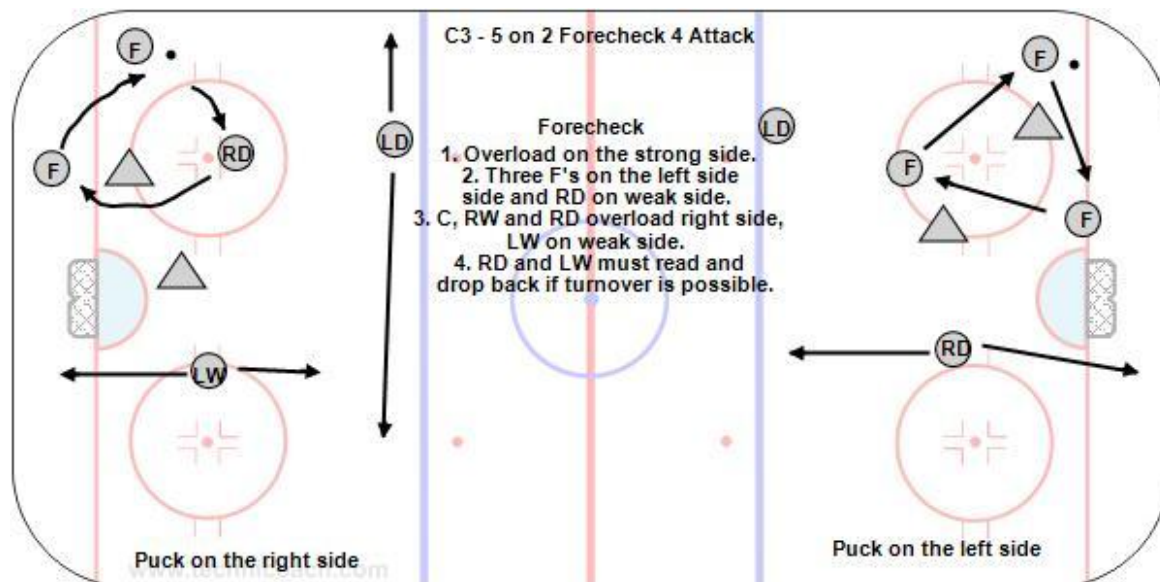 C3 - 5 on 2 Forecheck 4 Attack
F
F
RD
LD
LW
Forecheck
1. Overload on the strong side.
2. Three F's on the left side
side and RD on weak side.
3. C, RW and RD overload right side,
LW on weak side.
4. RD and LW must read and
drop back if turnover is possible.
LD
F
F
F
RD
Puck on the right side
Puck on the left side
www.technicoach.com